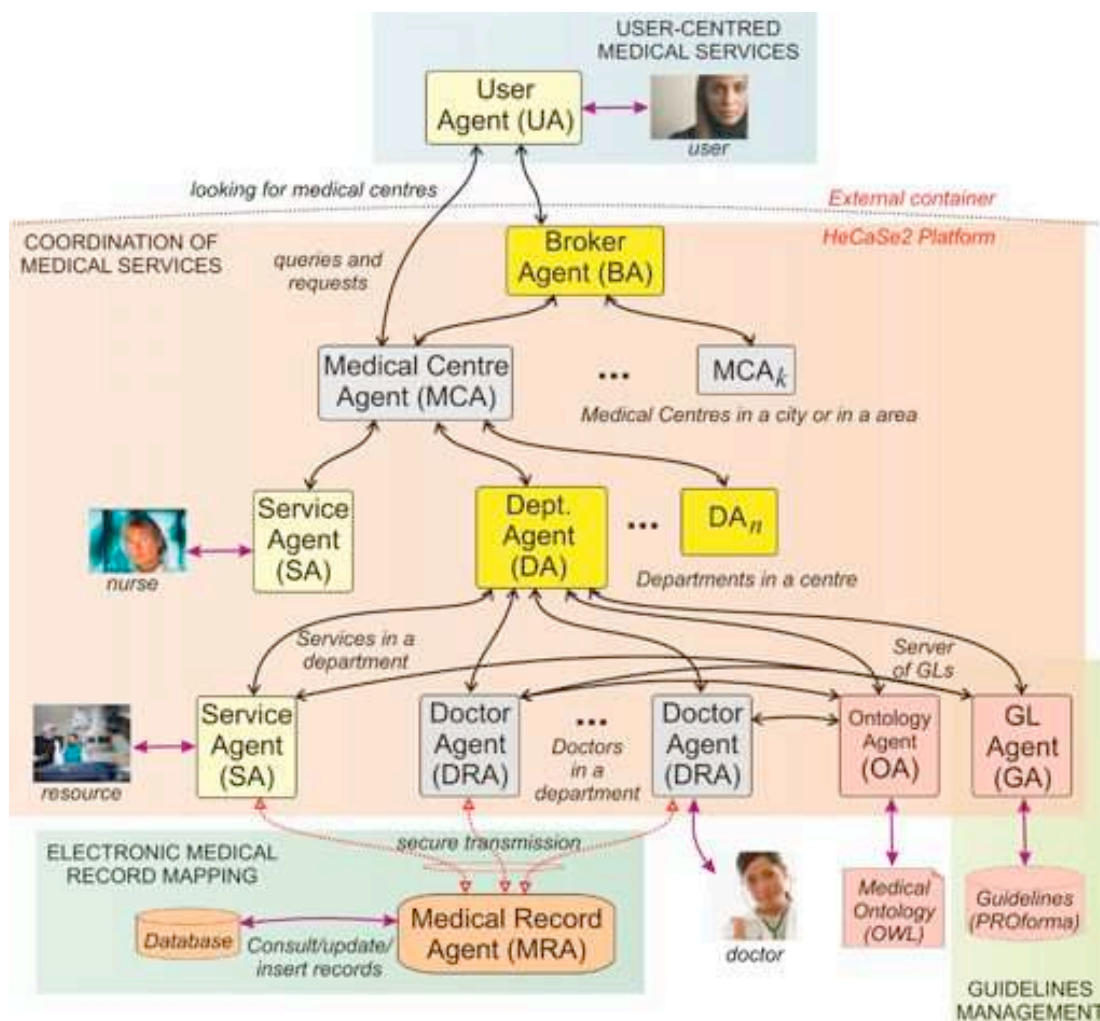 USER-CENTRED
MEDICAL SERVICES
User
Agent (UA)
user
looking for medical centres
External container
HeCaSe2 Platform
COORDINATION OF
MEDICAL SERVICES
queries and
requests
Broker
Agent (BA)
Medical Centre
Agent (MCA)
...
MCAk
Medical Centres in a city or in a area
Service
Agent
(SA)
nurse
Dept.
Agent
(DA)
...
DAn
Departments in a centre
Services in a
department
Server
of GLs
Service
Agent
(SA)
resource
Doctor
Agent
(DRA)
...
Doctors
in a
department
Doctor
Agent
(DRA)
Ontology
Agent
(OA)
GL
Agent
(GA)
secure transmission
ELECTRONIC MEDICAL
RECORD MAPPING
Database
Consult/update/
insert records
Medical Record
Agent (MRA)
doctor
Medical
Ontology
(OWL)
Guidelines
(PROforma)
GUIDELINES
MANAGEMENT